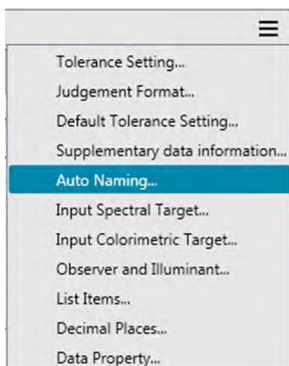 Tolerance Setting...
Judgement Format...
Default Tolerance Setting...
Supplementary data information...
Auto Naming...
Input Spectral Target...
Input Colorimetric Target...
Observer and Illuminant...
List Items...
Decimal Places...
Data Property...